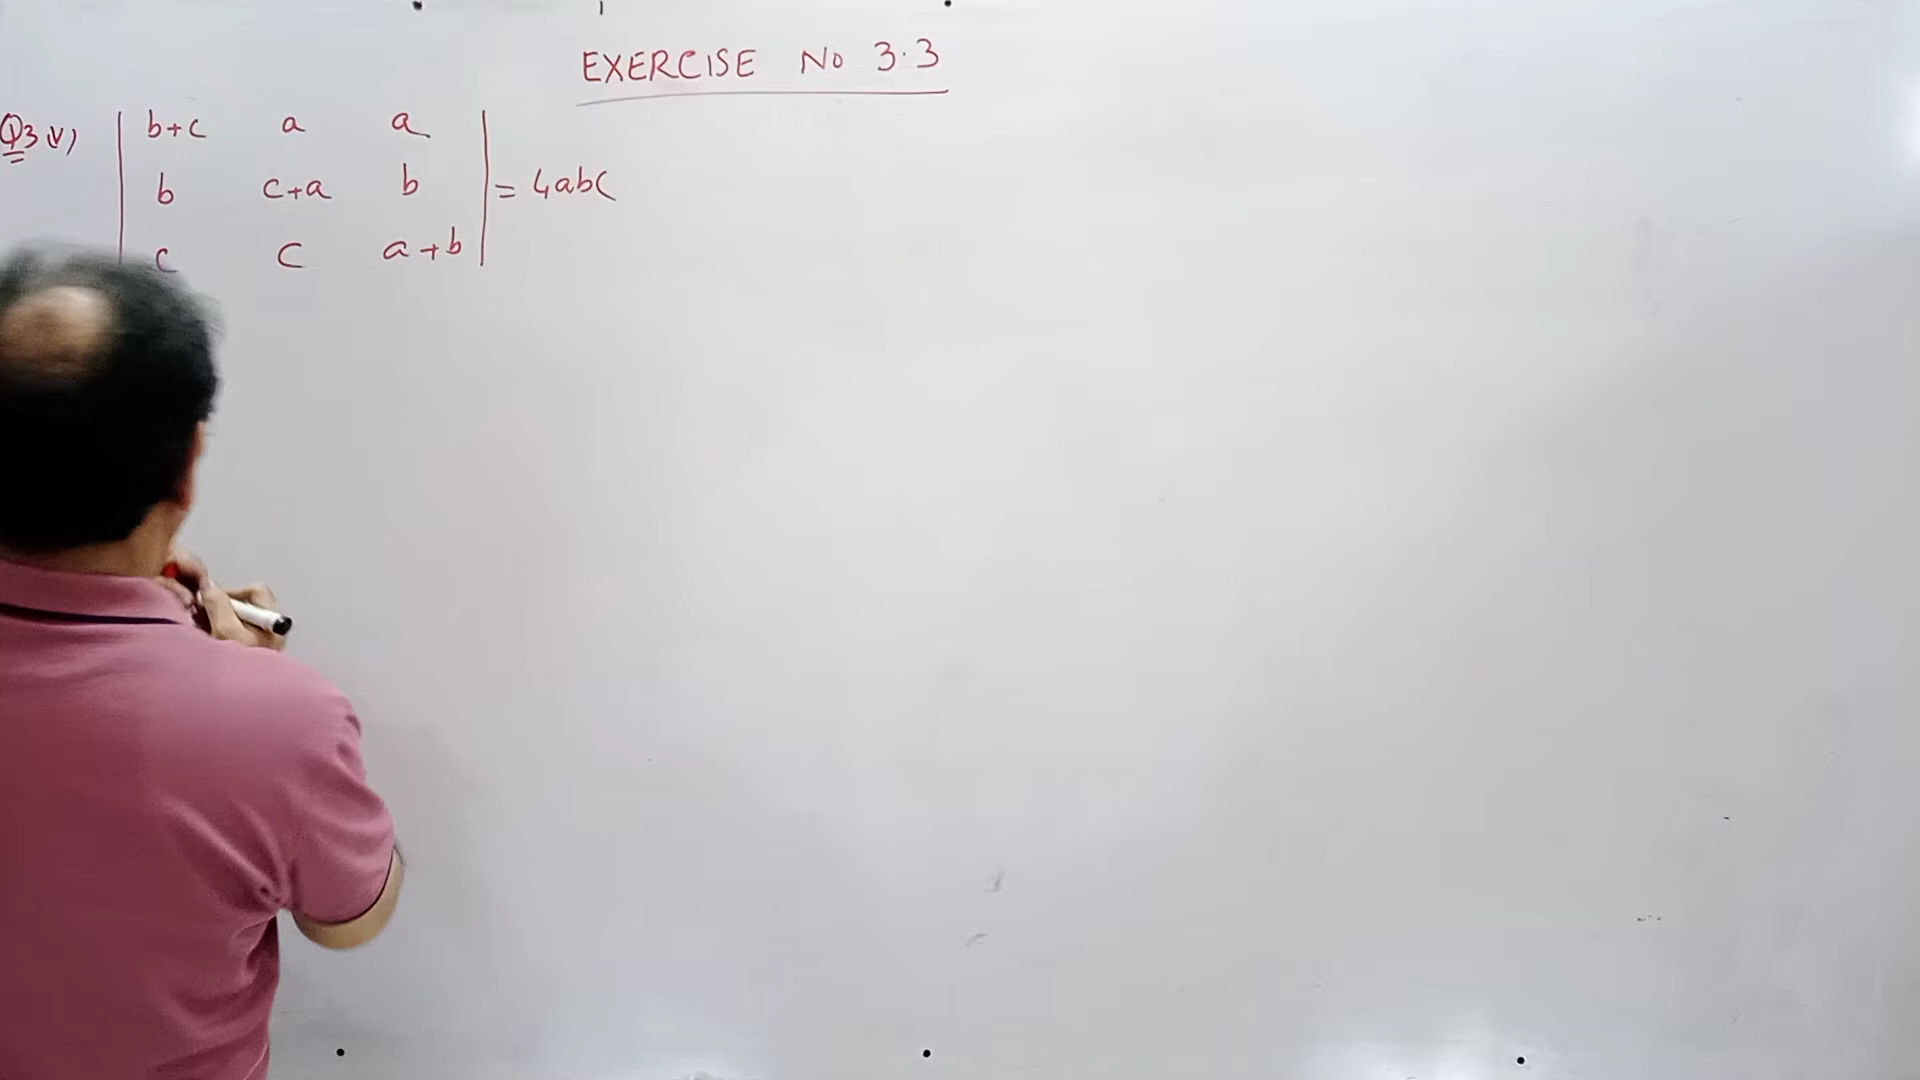 EXERCISE No 3.3
Q3 (v) | b+c a a |
| b c+a b | = 4abc
| c c a+b |